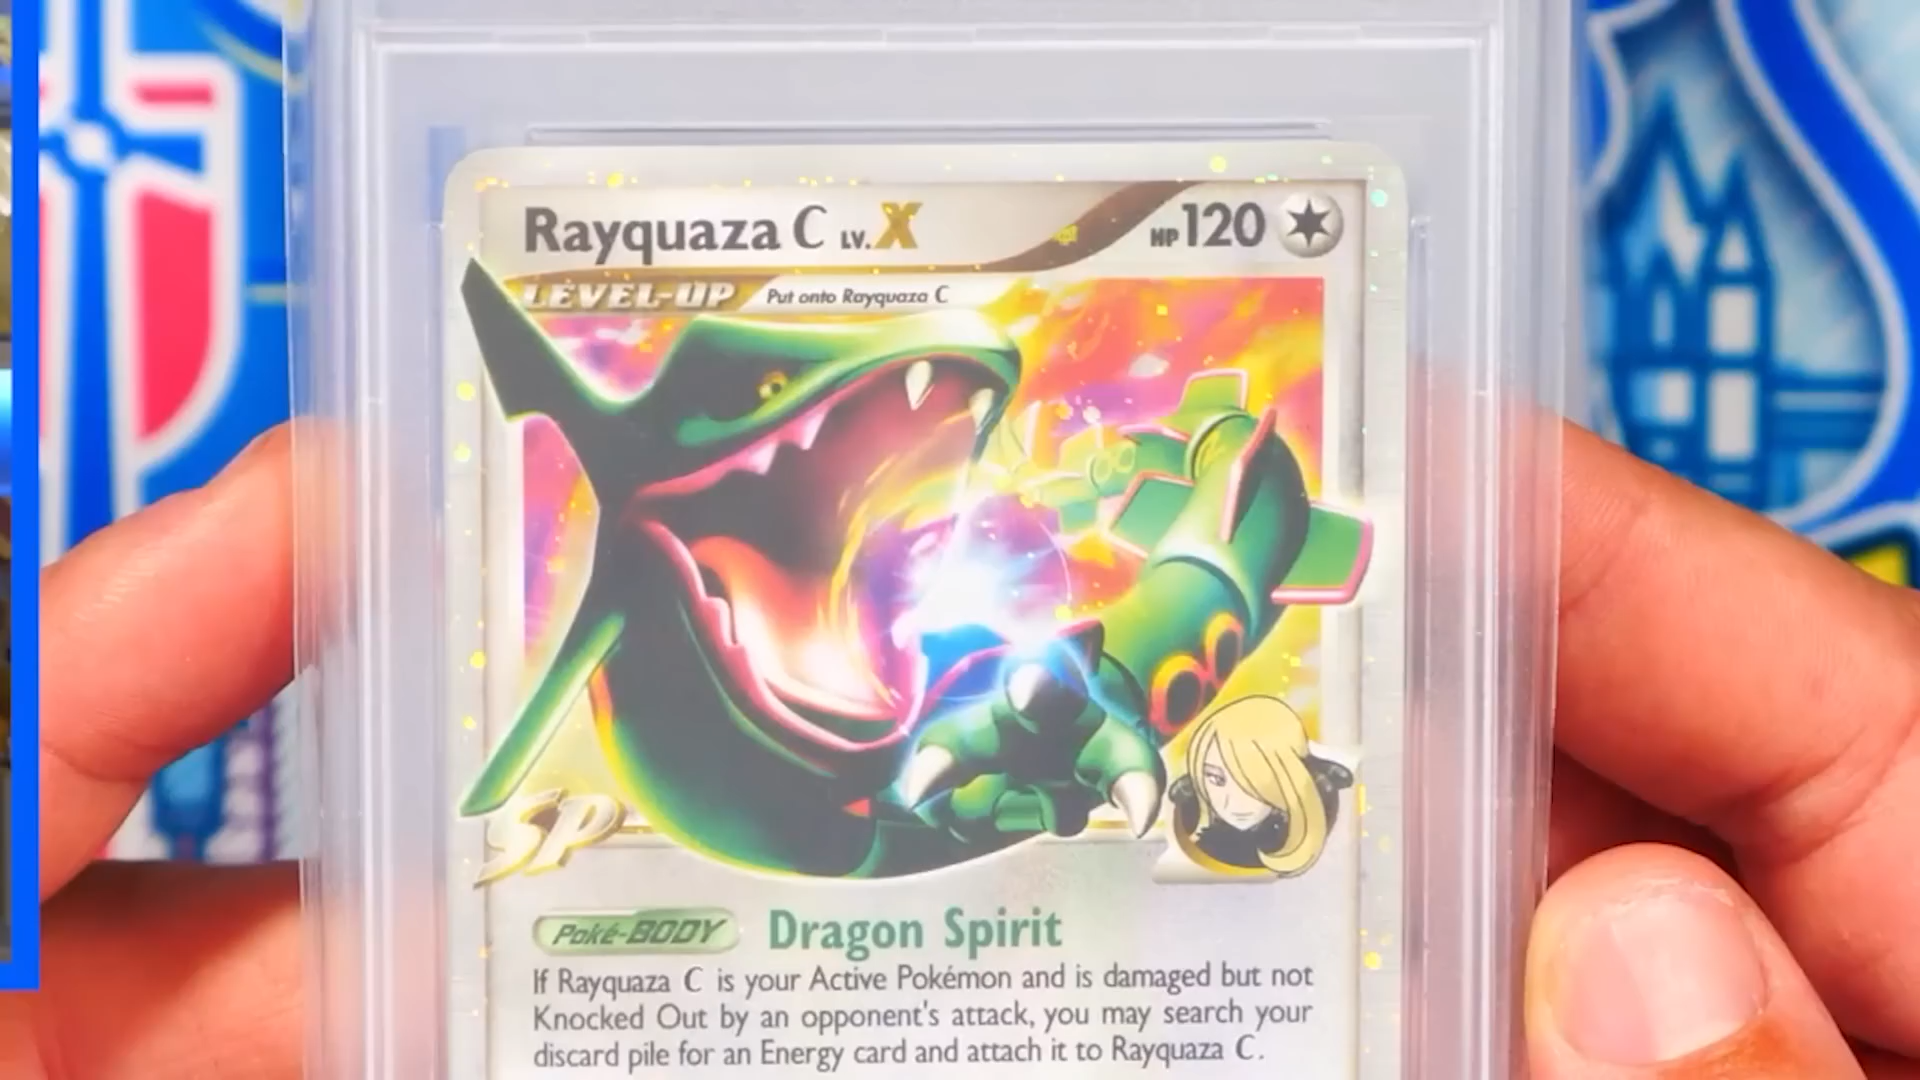 Rayquaza C LV.X HP 120
LEVEL-UP Put onto Rayquaza C
SP
Poké-BODY Dragon Spirit
If Rayquaza C is your Active Pokémon and is damaged but not
Knocked Out by an opponent's attack, you may search your
discard pile for an Energy card and attach it to Rayquaza C.